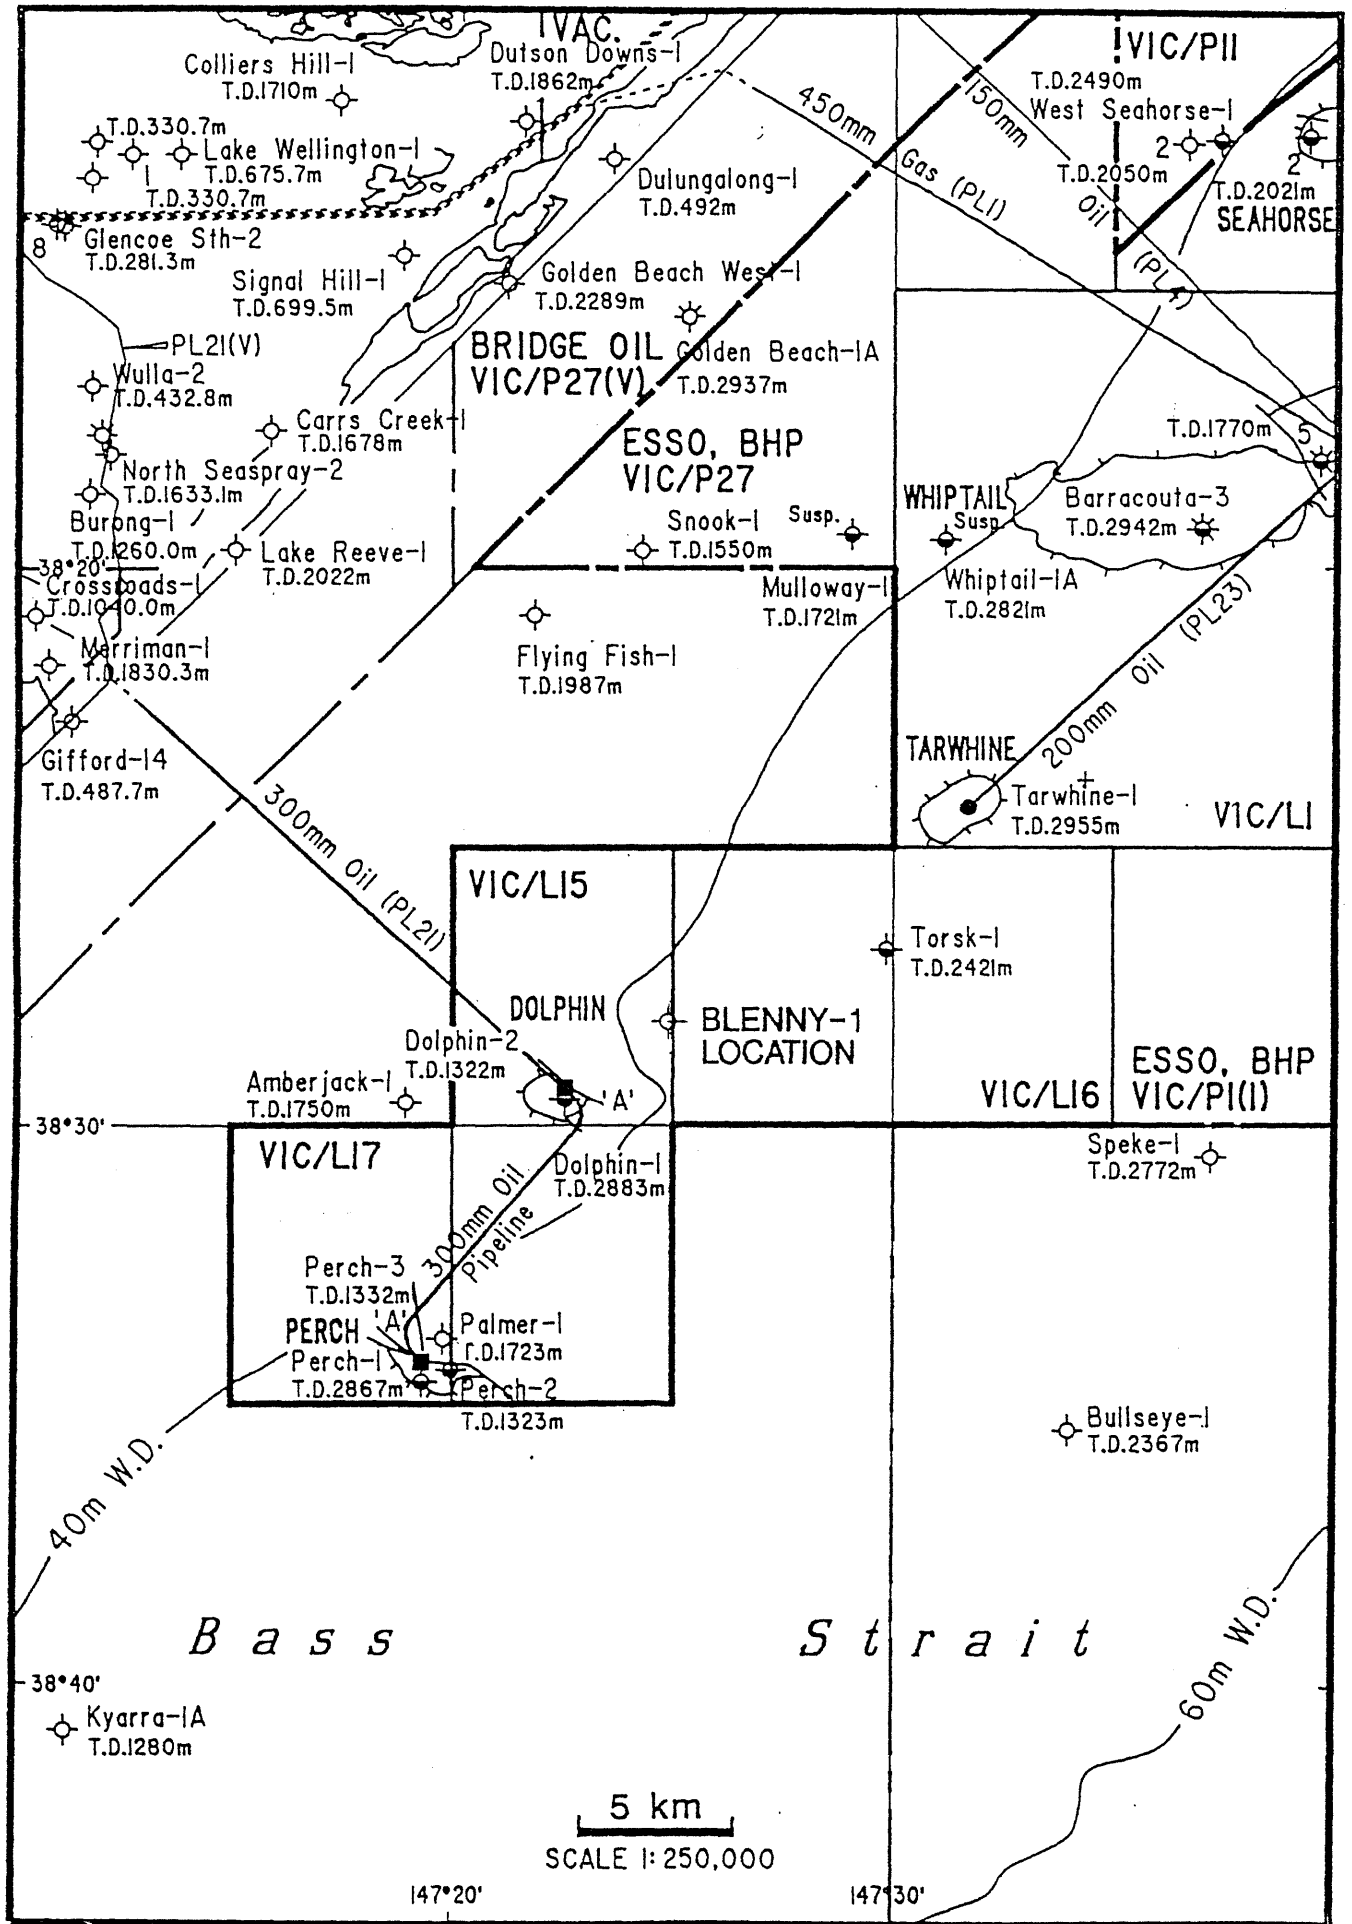 VAC.
VIC/P11
Dutson Downs-1
T.D.1862m
Colliers Hill-1
T.D.1710m
T.D.2490m
West Seahorse-1
450mm Gas (PL1)
150mm Oil
T.D.330.7m
Lake Wellington-1
T.D.675.7m
1
T.D.330.7m
2
T.D.2050m
2
T.D.2021m
SEAHORSE
Dulungalong-1
T.D.492m
8
Glencoe Sth-2
T.D.281.3m
Signal Hill-1
T.D.699.5m
Golden Beach West-1
T.D.2289m
PL21(V)
BRIDGE OIL
VIC/P27(V)
Golden Beach-1A
T.D.2937m
Wulla-2
T.D.432.8m
Carrs Creek-1
T.D.1678m
ESSO, BHP
VIC/P27
T.D.1770m
5
North Seaspray-2
T.D.1633.1m
WHIPTAIL
Barracouta-3
T.D.2942m
Burong-1
T.D.1260.0m
Snook-1
T.D.1550m
Susp.
Susp
Lake Reeve-1
T.D.2022m
38°20'
Crossroads-1
T.D.1040.0m
Mulloway-1
T.D.1721m
Whiptail-1A
T.D.2821m
Merriman-1
T.D.1830.3m
Flying Fish-1
T.D.1987m
200mm Oil (PL23)
Gifford-14
T.D.487.7m
TARWHINE
Tarwhine-1
T.D.2955m
VIC/L1
300mm Oil (PL21)
VIC/L15
Torsk-1
T.D.2421m
DOLPHIN
BLENNY-1
LOCATION
Dolphin-2
T.D.1322m
Amberjack-1
T.D.1750m
'A'
VIC/L16
ESSO, BHP
VIC/P1(1)
38°30'
VIC/L17
Dolphin-1
T.D.2883m
Speke-1
T.D.2772m
300mm Oil
Pipeline
Perch-3
T.D.1332m
'A'
PERCH
Palmer-1
T.D.1723m
Perch-1
T.D.2867m
Perch-2
T.D.1323m
Bullseye-1
T.D.2367m
40m W.D.
Bass Strait
60m W.D.
38°40'
Kyarra-1A
T.D.1280m
5 km
SCALE 1:250,000
147°20'
147°30'